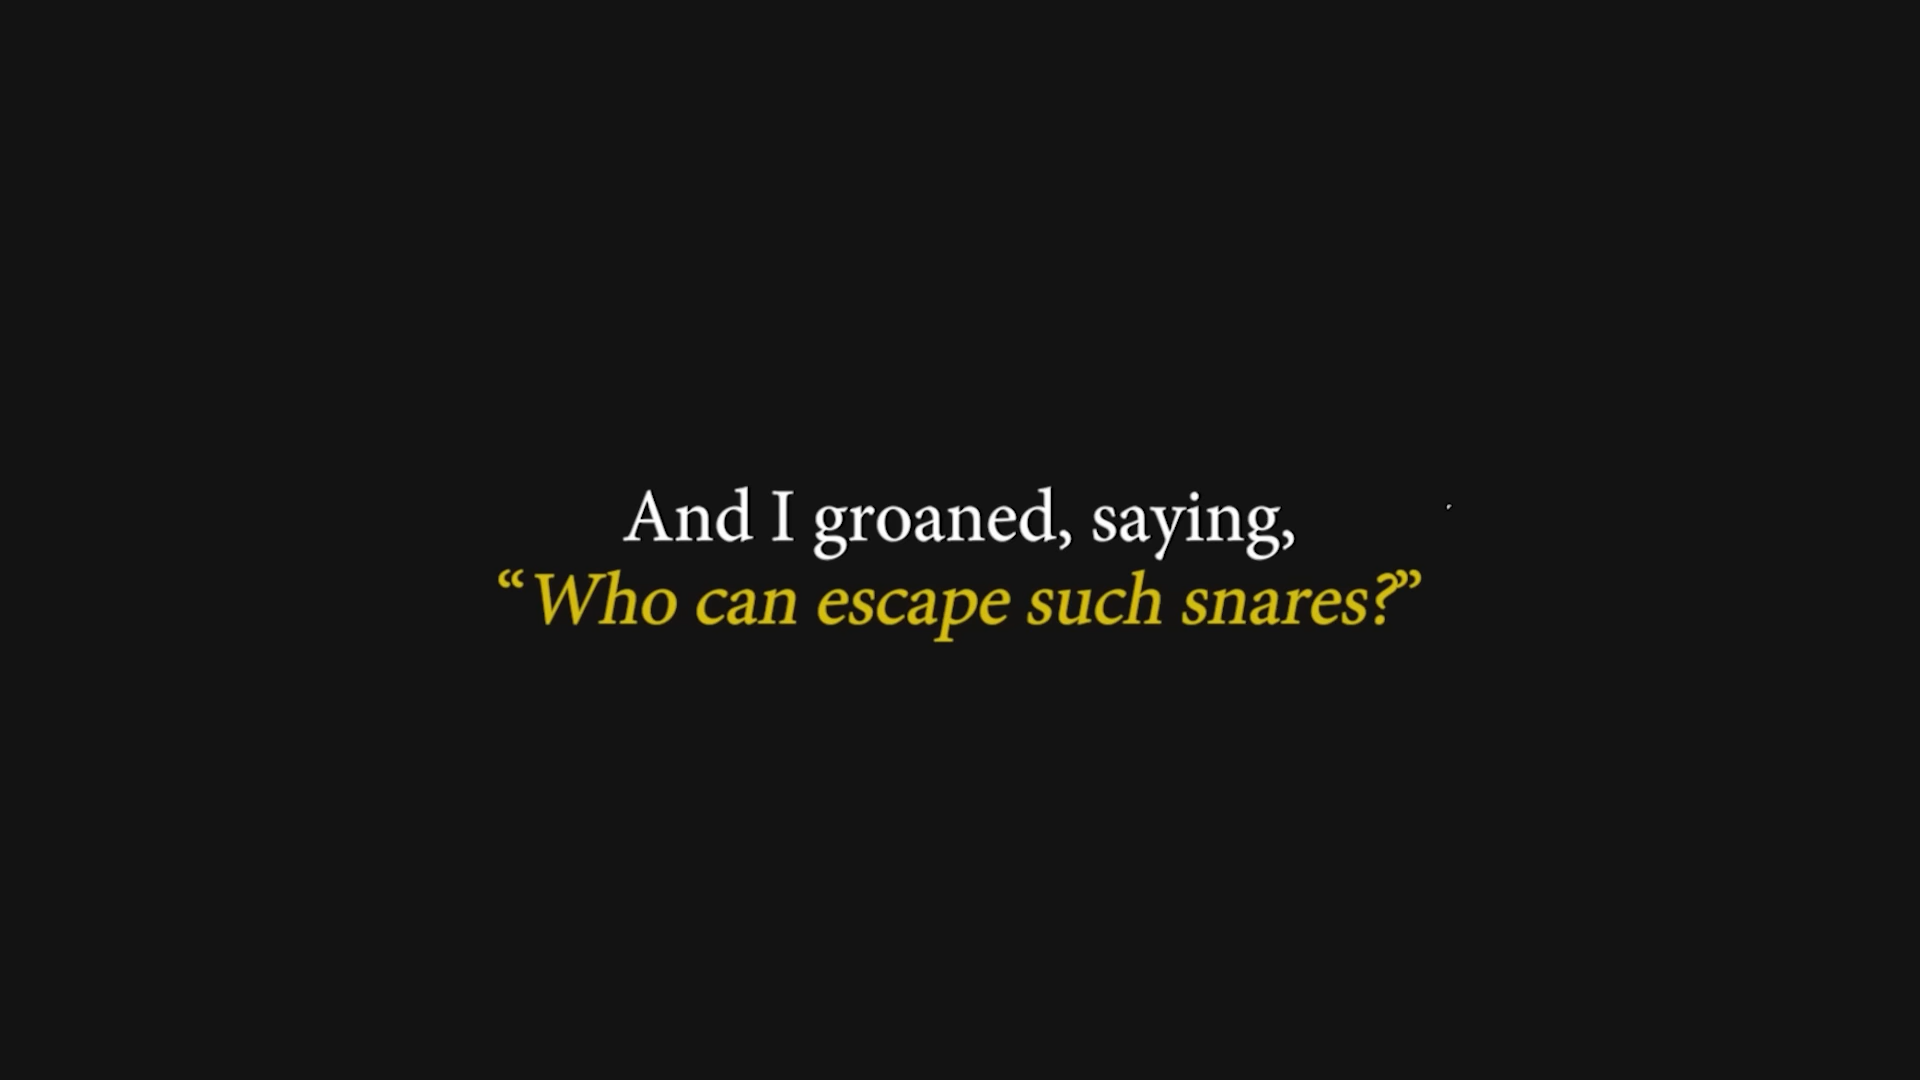 And I groaned, saying,
“Who can escape such snares?”